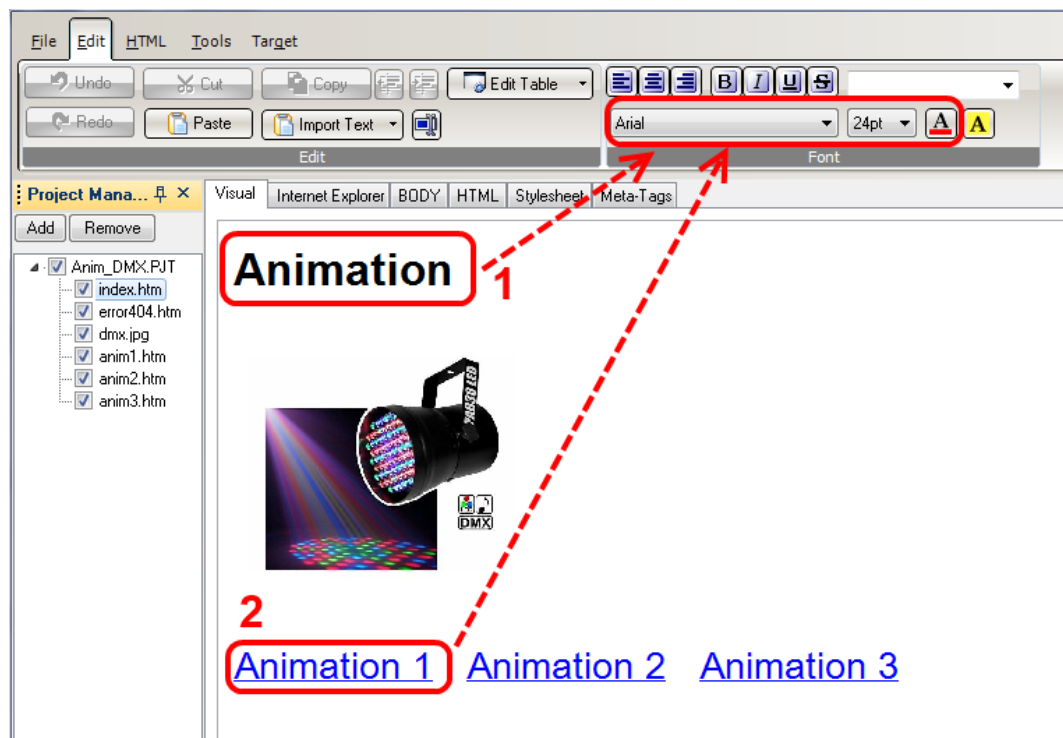 File Edit HTML Tools Target
Undo Cut Copy Edit Table
Redo Paste Import Text
B I U S
Arial 24pt A A
Edit Font
Project Mana...
Visual Internet Explorer BODY HTML Stylesheet Meta-Tags
Add Remove
Anim_DMX.PJT
index.htm
error404.htm
dmx.jpg
anim1.htm
anim2.htm
anim3.htm
Animation
1
PAR36 LED
DMX
2
Animation 1 Animation 2 Animation 3